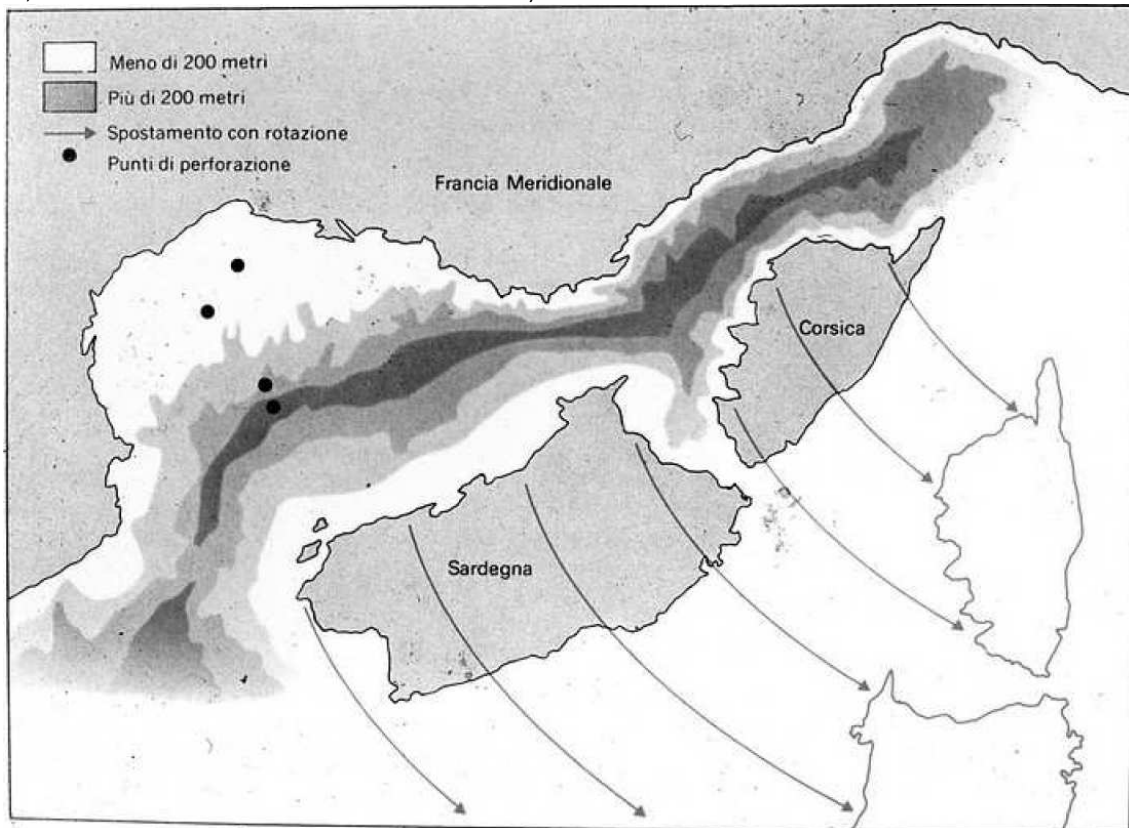 Meno di 200 metri
Più di 200 metri
Spostamento con rotazione
Punti di perforazione
Francia Meridionale
Corsica
Sardegna